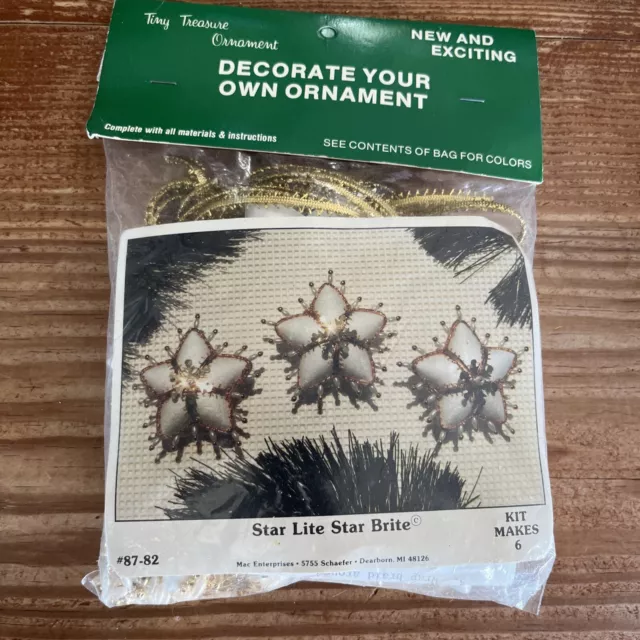 Tiny Treasure
Ornament
NEW AND
EXCITING
DECORATE YOUR
OWN ORNAMENT
Complete with all materials & instructions
SEE CONTENTS OF BAG FOR COLORS
Star Lite Star Brite©
KIT
MAKES
6
#87-82
Mac Enterprises • 5755 Schaefer • Dearborn, MI 48126